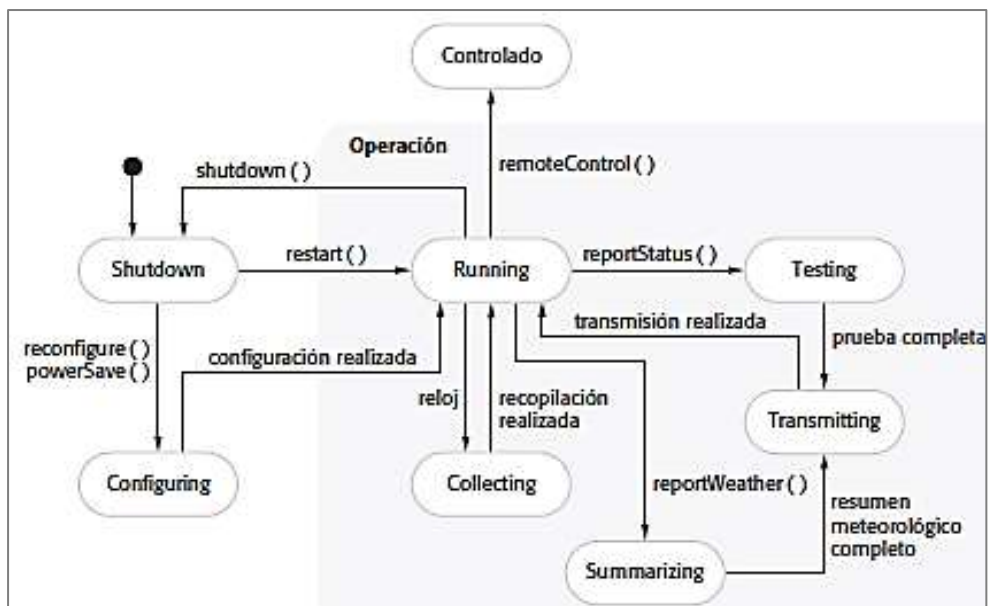 Controlado
Operación
shutdown ( )
remoteControl ( )
Shutdown
restart ( )
Running
reportStatus ( )
Testing
reconfigure ( )
powerSave ( )
configuración realizada
transmisión realizada
prueba completa
reloj
recopilación
realizada
Transmitting
Configuring
Collecting
reportWeather ( )
resumen
meteorológico
completo
Summarizing